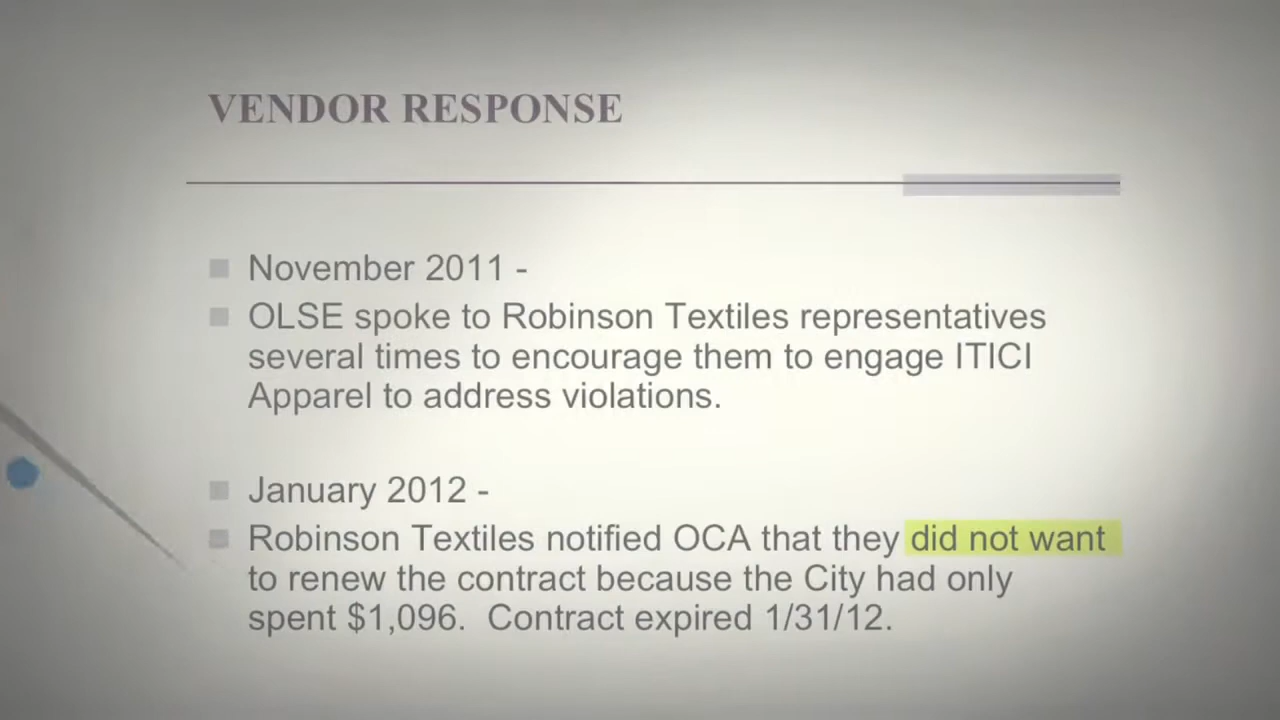 VENDOR RESPONSE
November 2011 -
OLSE spoke to Robinson Textiles representatives
several times to encourage them to engage ITICI
Apparel to address violations.
January 2012 -
Robinson Textiles notified OCA that they did not want
to renew the contract because the City had only
spent $1,096.  Contract expired 1/31/12.